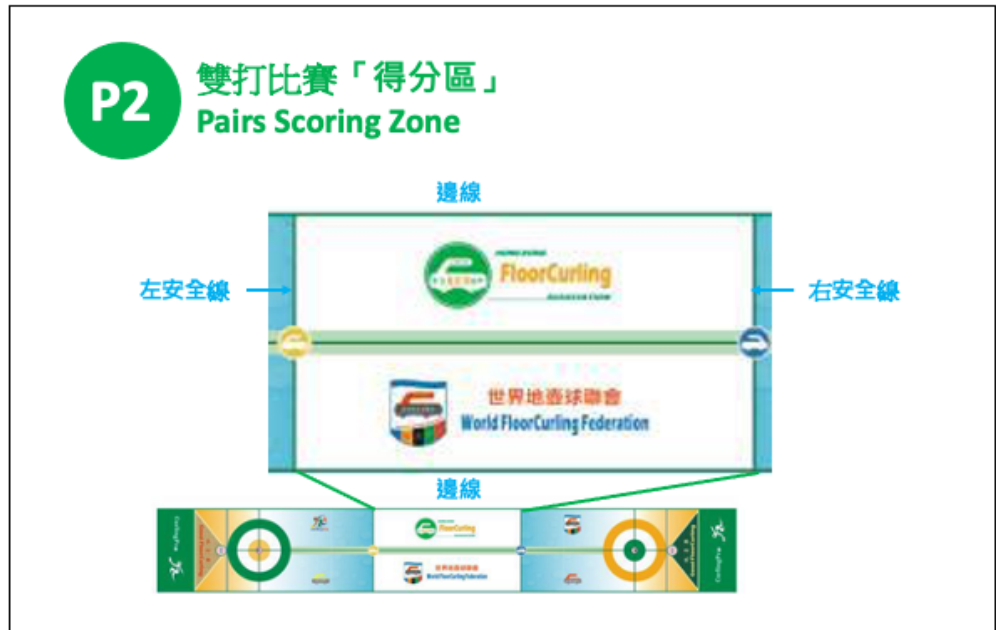 P2
雙打比賽「得分區」
Pairs Scoring Zone
邊線
FloorCurling
左安全線
右安全線
世界地壺球聯會
World FloorCurling Federation
邊線
FloorCurling
世界地壺球聯會
World FloorCurling Federation
CurlingPro
CurlingPro